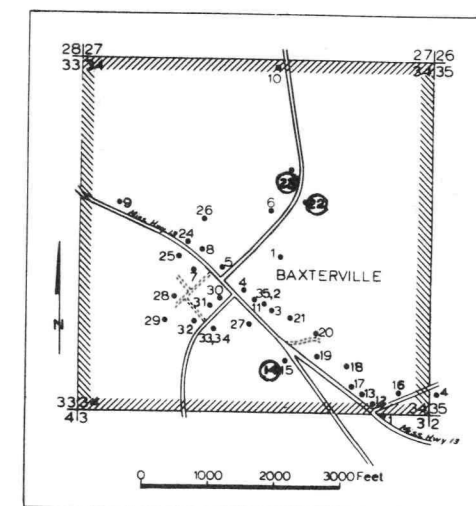 28 27 27 26
33 34 34 35
10
22
9 6
26
Miss Hwy 13
24
25 8 1
5
7 BAXTERVILLE
4
28 30 35,2
31 11 3
29 32 27 21
33,34 20
N
19
15 18
17 16
13 4
12
33 34 34 35
4 3 3 2
Miss Hwy 13
0 1000 2000 3000 Feet